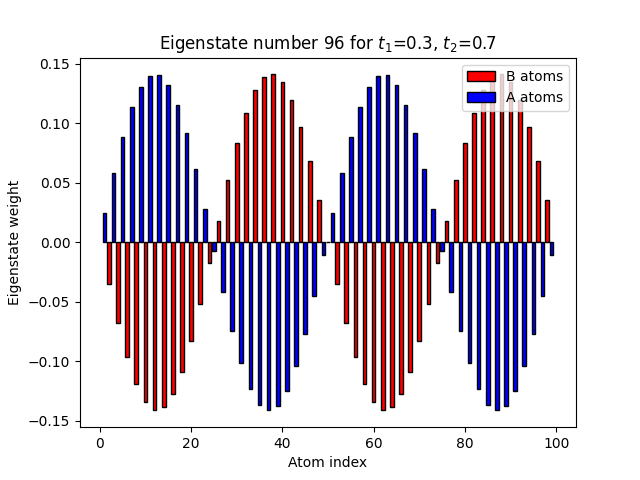 Eigenstate number 96 for t₁=0.3, t₂=0.7
B atoms
A atoms
Eigenstate weight
0.15
0.10
0.05
0.00
−0.05
−0.10
−0.15
0 20 40 60 80 100
Atom index